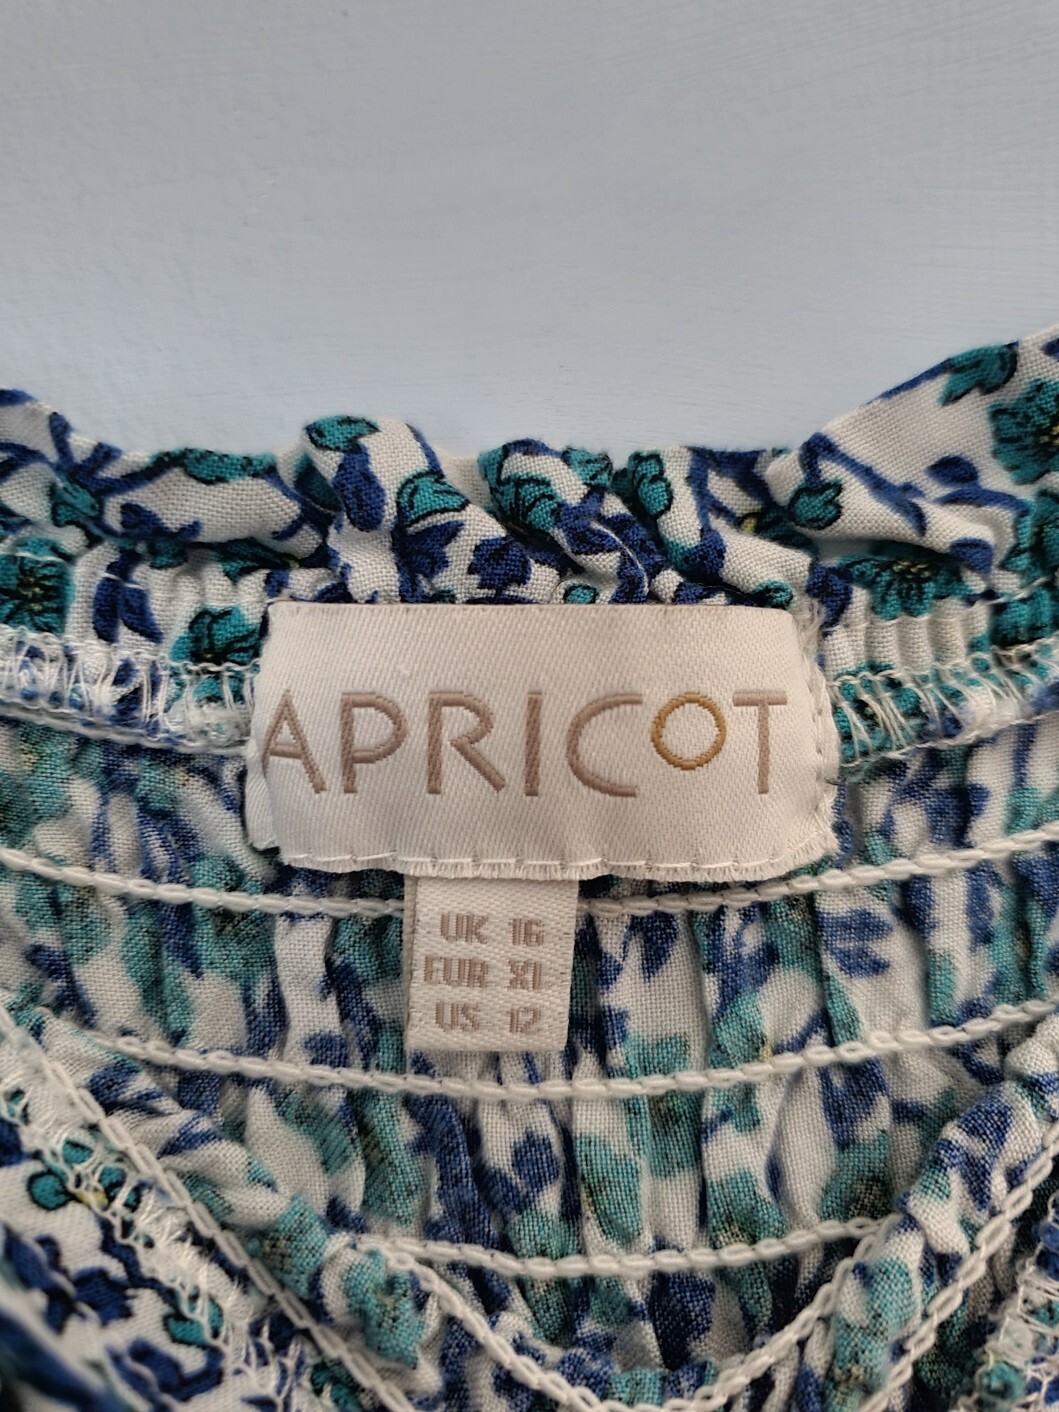 APRICOT
UK 16
EUR XL
US 12